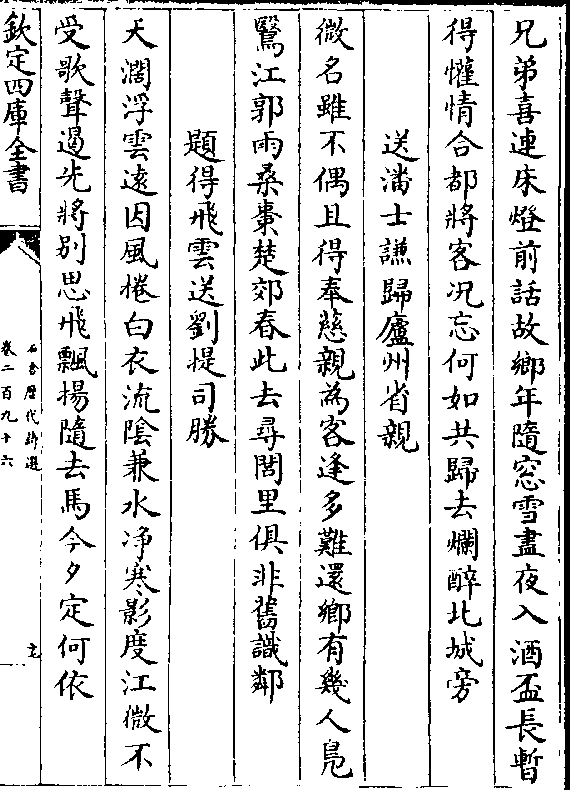 兄弟喜連床燈前話故鄉年隨窓雪盡夜入酒盃長暫
得懽情合都將客况忘何如共歸去爛醉北城旁
送潘士謙歸廬州省親
微名雖不偶且得奉慈親為客逢多難還鄉有幾人鳬
鷖江郭雨桑棗楚郊春此去尋閭里俱非舊識鄰
題得飛雲送劉提司勝
天濶浮雲遠因風捲白衣流陰兼水净寒影度江微不
受歌聲遏先將别思飛飄揚隨去馬今夕定何依
欽定四庫全書
石倉歴代詩選
卷二百九十六